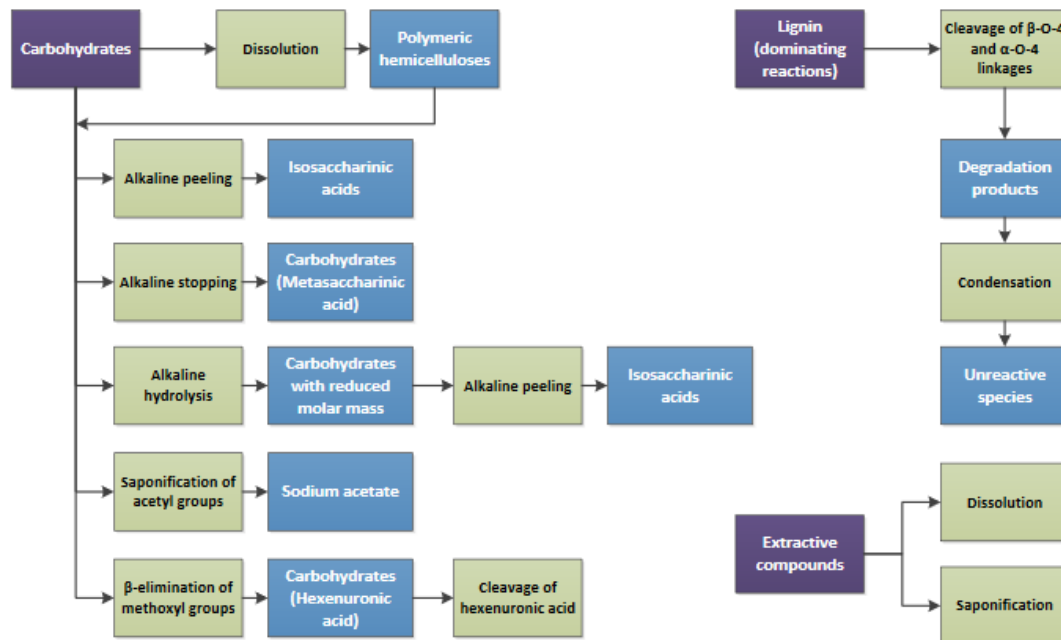 Carbohydrates
Dissolution
Polymeric
hemicelluloses
Alkaline peeling
Isosaccharinic
acids
Alkaline stopping
Carbohydrates
(Metasaccharinic
acid)
Alkaline
hydrolysis
Carbohydrates
with reduced
molar mass
Alkaline peeling
Isosaccharinic
acids
Saponification of
acetyl groups
Sodium acetate
β-elimination of
methoxyl groups
Carbohydrates
(Hexenuronic
acid)
Cleavage of
hexenuronic acid
Lignin
(dominating
reactions)
Cleavage of β-O-4
and α-O-4
linkages
Degradation
products
Condensation
Unreactive
species
Extractive
compounds
Dissolution
Saponification